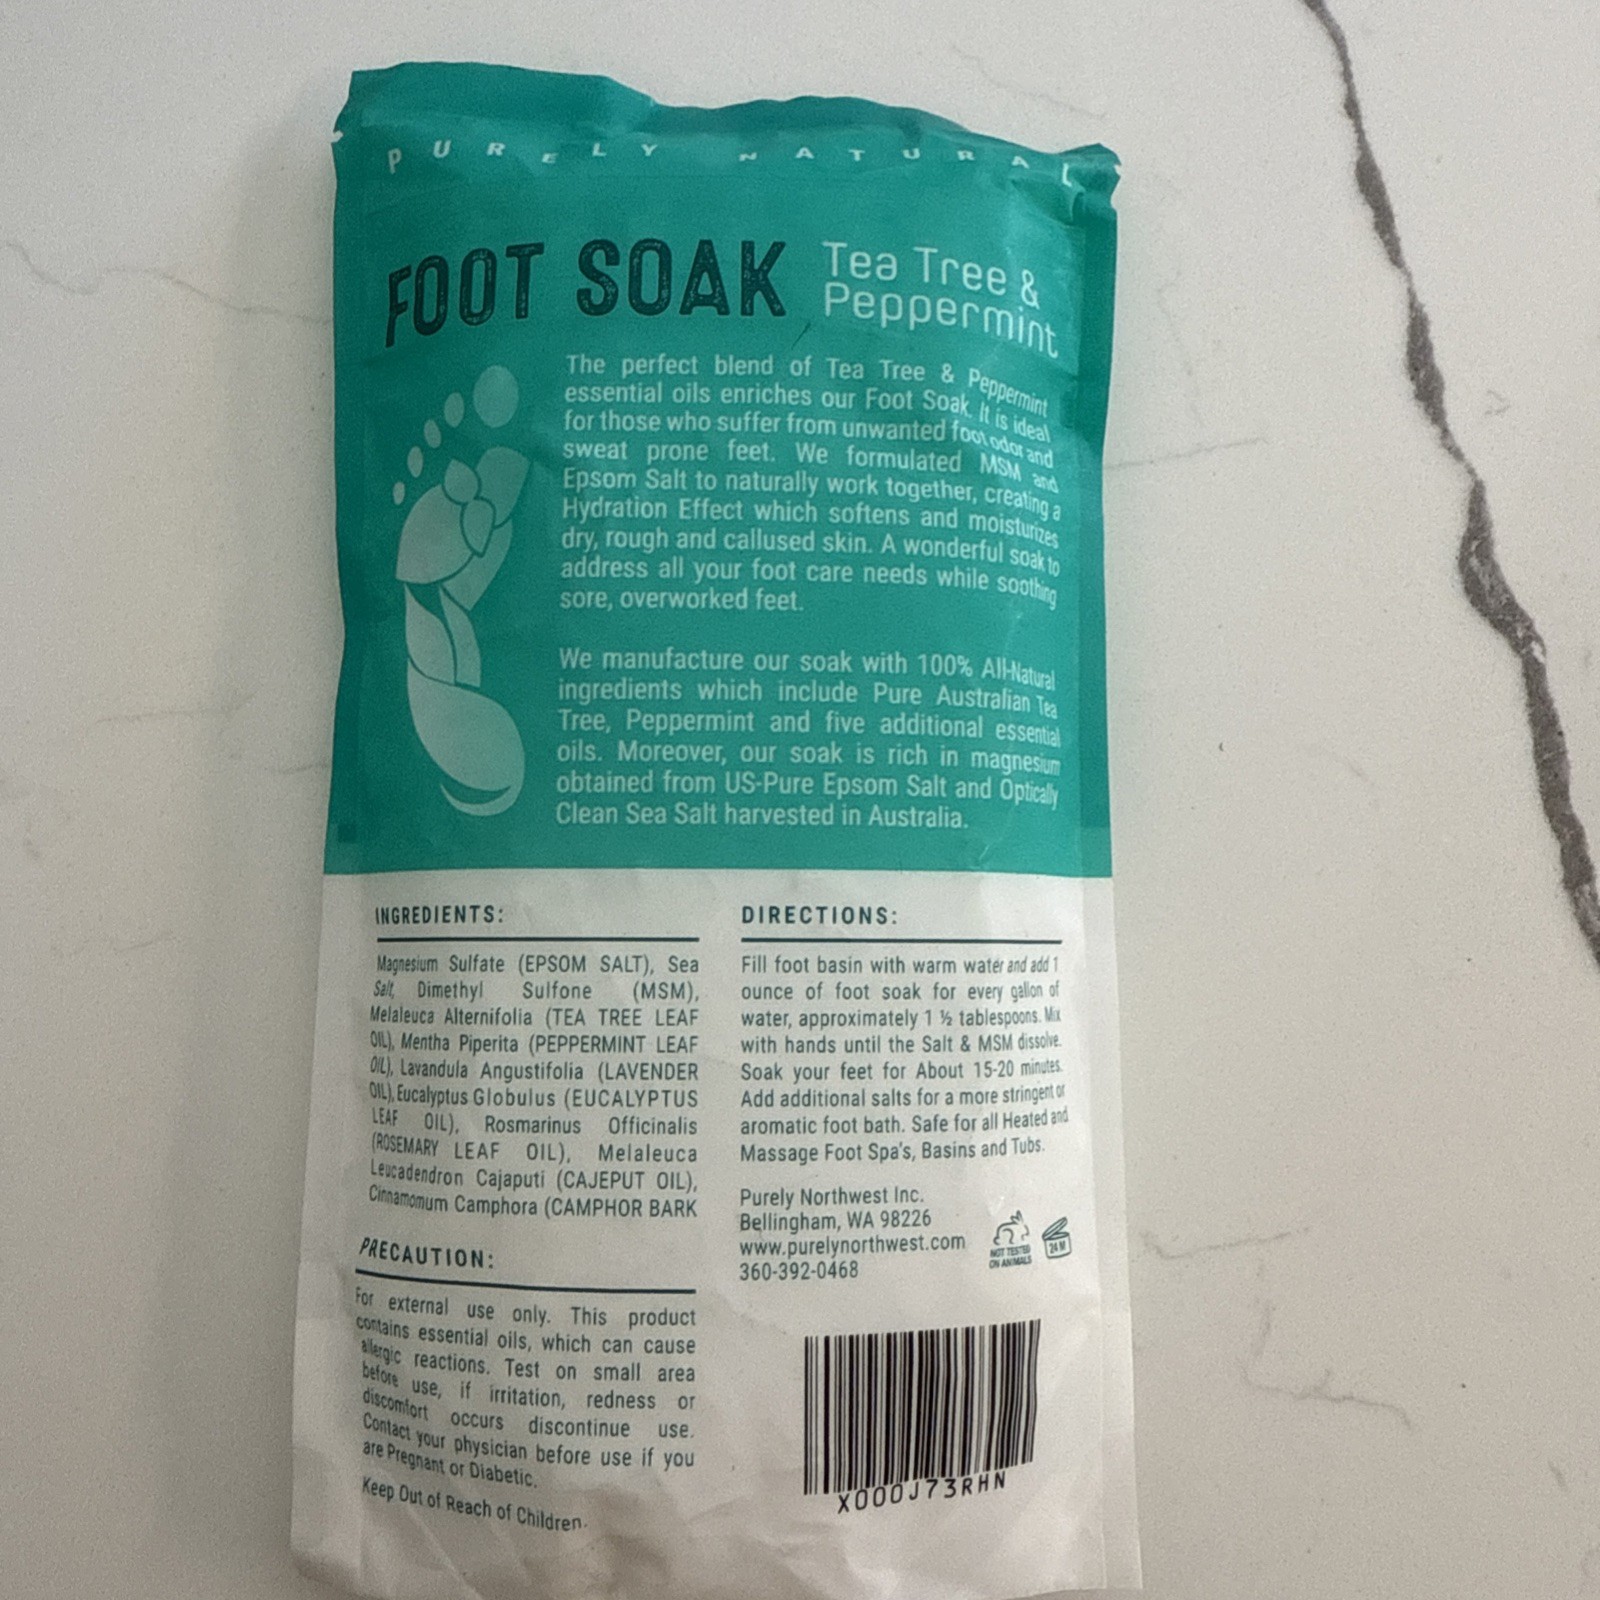 PURELY NATURAL
FOOT SOAK
Tea Tree &
Peppermint
The perfect blend of Tea Tree & Peppermint
essential oils enriches our Foot Soak. It is ideal
for those who suffer from unwanted foot odor and
sweat prone feet. We formulated MSM and
Epsom Salt to naturally work together, creating a
Hydration Effect which softens and moisturizes
dry, rough and callused skin. A wonderful soak to
address all your foot care needs while soothing
sore, overworked feet.
We manufacture our soak with 100% All-Natural
ingredients which include Pure Australian Tea
Tree, Peppermint and five additional essential
oils. Moreover, our soak is rich in magnesium
obtained from US-Pure Epsom Salt and Optically
Clean Sea Salt harvested in Australia.
INGREDIENTS:
Magnesium Sulfate (EPSOM SALT), Sea
Salt, Dimethyl Sulfone (MSM),
Melaleuca Alternifolia (TEA TREE LEAF
OIL), Mentha Piperita (PEPPERMINT LEAF
OIL), Lavandula Angustifolia (LAVENDER
OIL), Eucalyptus Globulus (EUCALYPTUS
LEAF OIL), Rosmarinus Officinalis
(ROSEMARY LEAF OIL), Melaleuca
Leucadendron Cajaputi (CAJEPUT OIL),
Cinnamomum Camphora (CAMPHOR BARK
PRECAUTION:
For external use only. This product
contains essential oils, which can cause
allergic reactions. Test on small area
before use, if irritation, redness or
discomfort occurs discontinue use.
Contact your physician before use if you
are Pregnant or Diabetic.
Keep Out of Reach of Children.
DIRECTIONS:
Fill foot basin with warm water and add 1
ounce of foot soak for every gallon of
water, approximately 1 ½ tablespoons. Mix
with hands until the Salt & MSM dissolve.
Soak your feet for About 15-20 minutes.
Add additional salts for a more stringent or
aromatic foot bath. Safe for all Heated and
Massage Foot Spa's, Basins and Tubs.
Purely Northwest Inc.
Bellingham, WA 98226
www.purelynorthwest.com
360-392-0468
NOT TESTED
ON ANIMALS
24 M
X000J73RHN